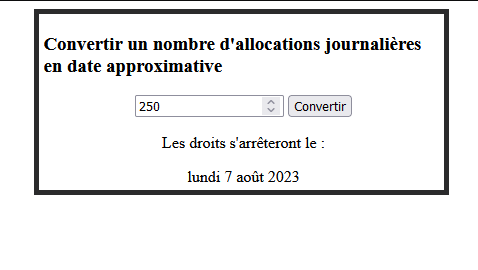 Convertir un nombre d'allocations journalières
en date approximative
250 Convertir
Les droits s'arrêteront le :
lundi 7 août 2023